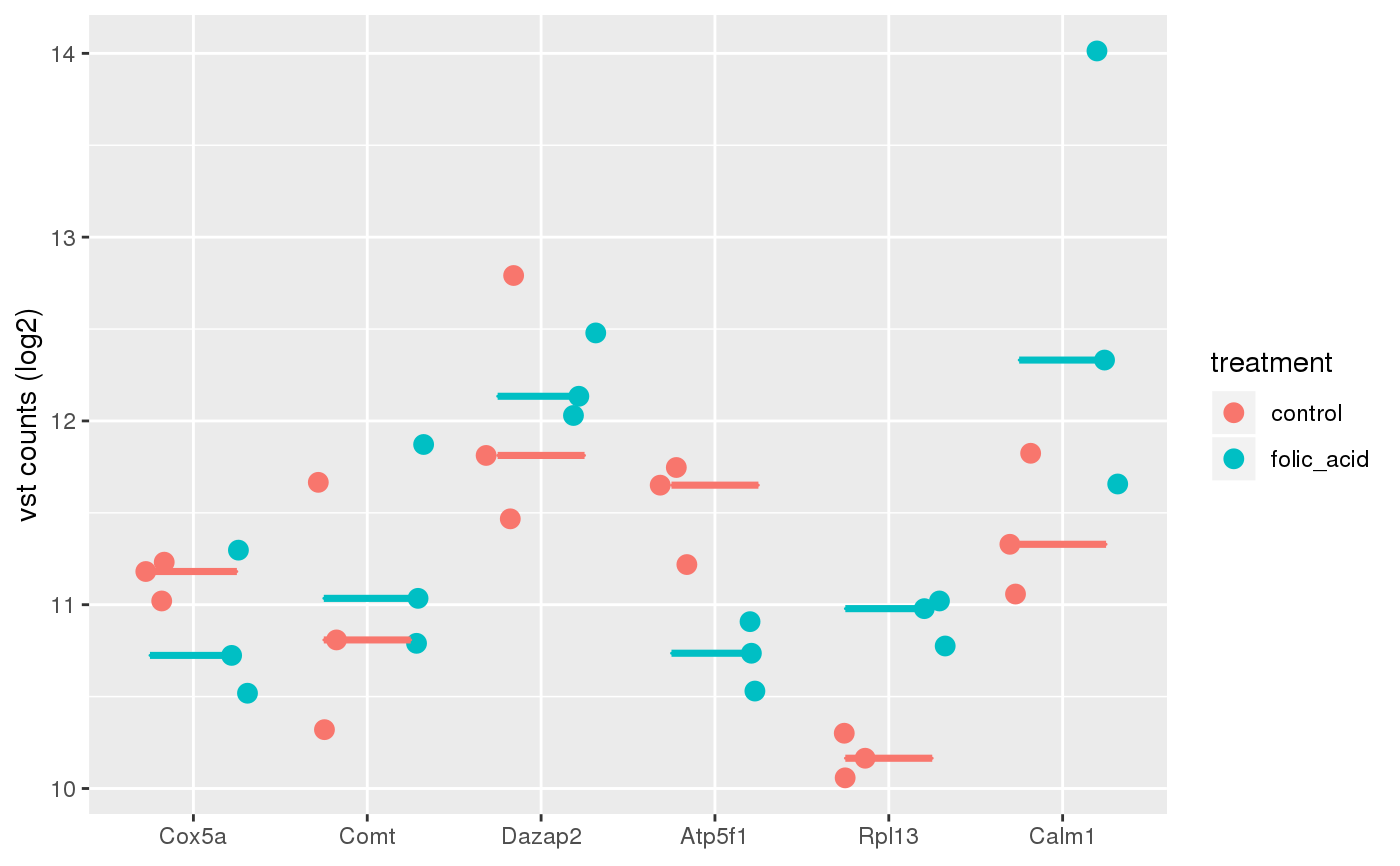 vst counts (log2)
14
13
12
11
10
Cox5a Comt Dazap2 Atp5f1 Rpl13 Calm1
treatment
control
folic_acid